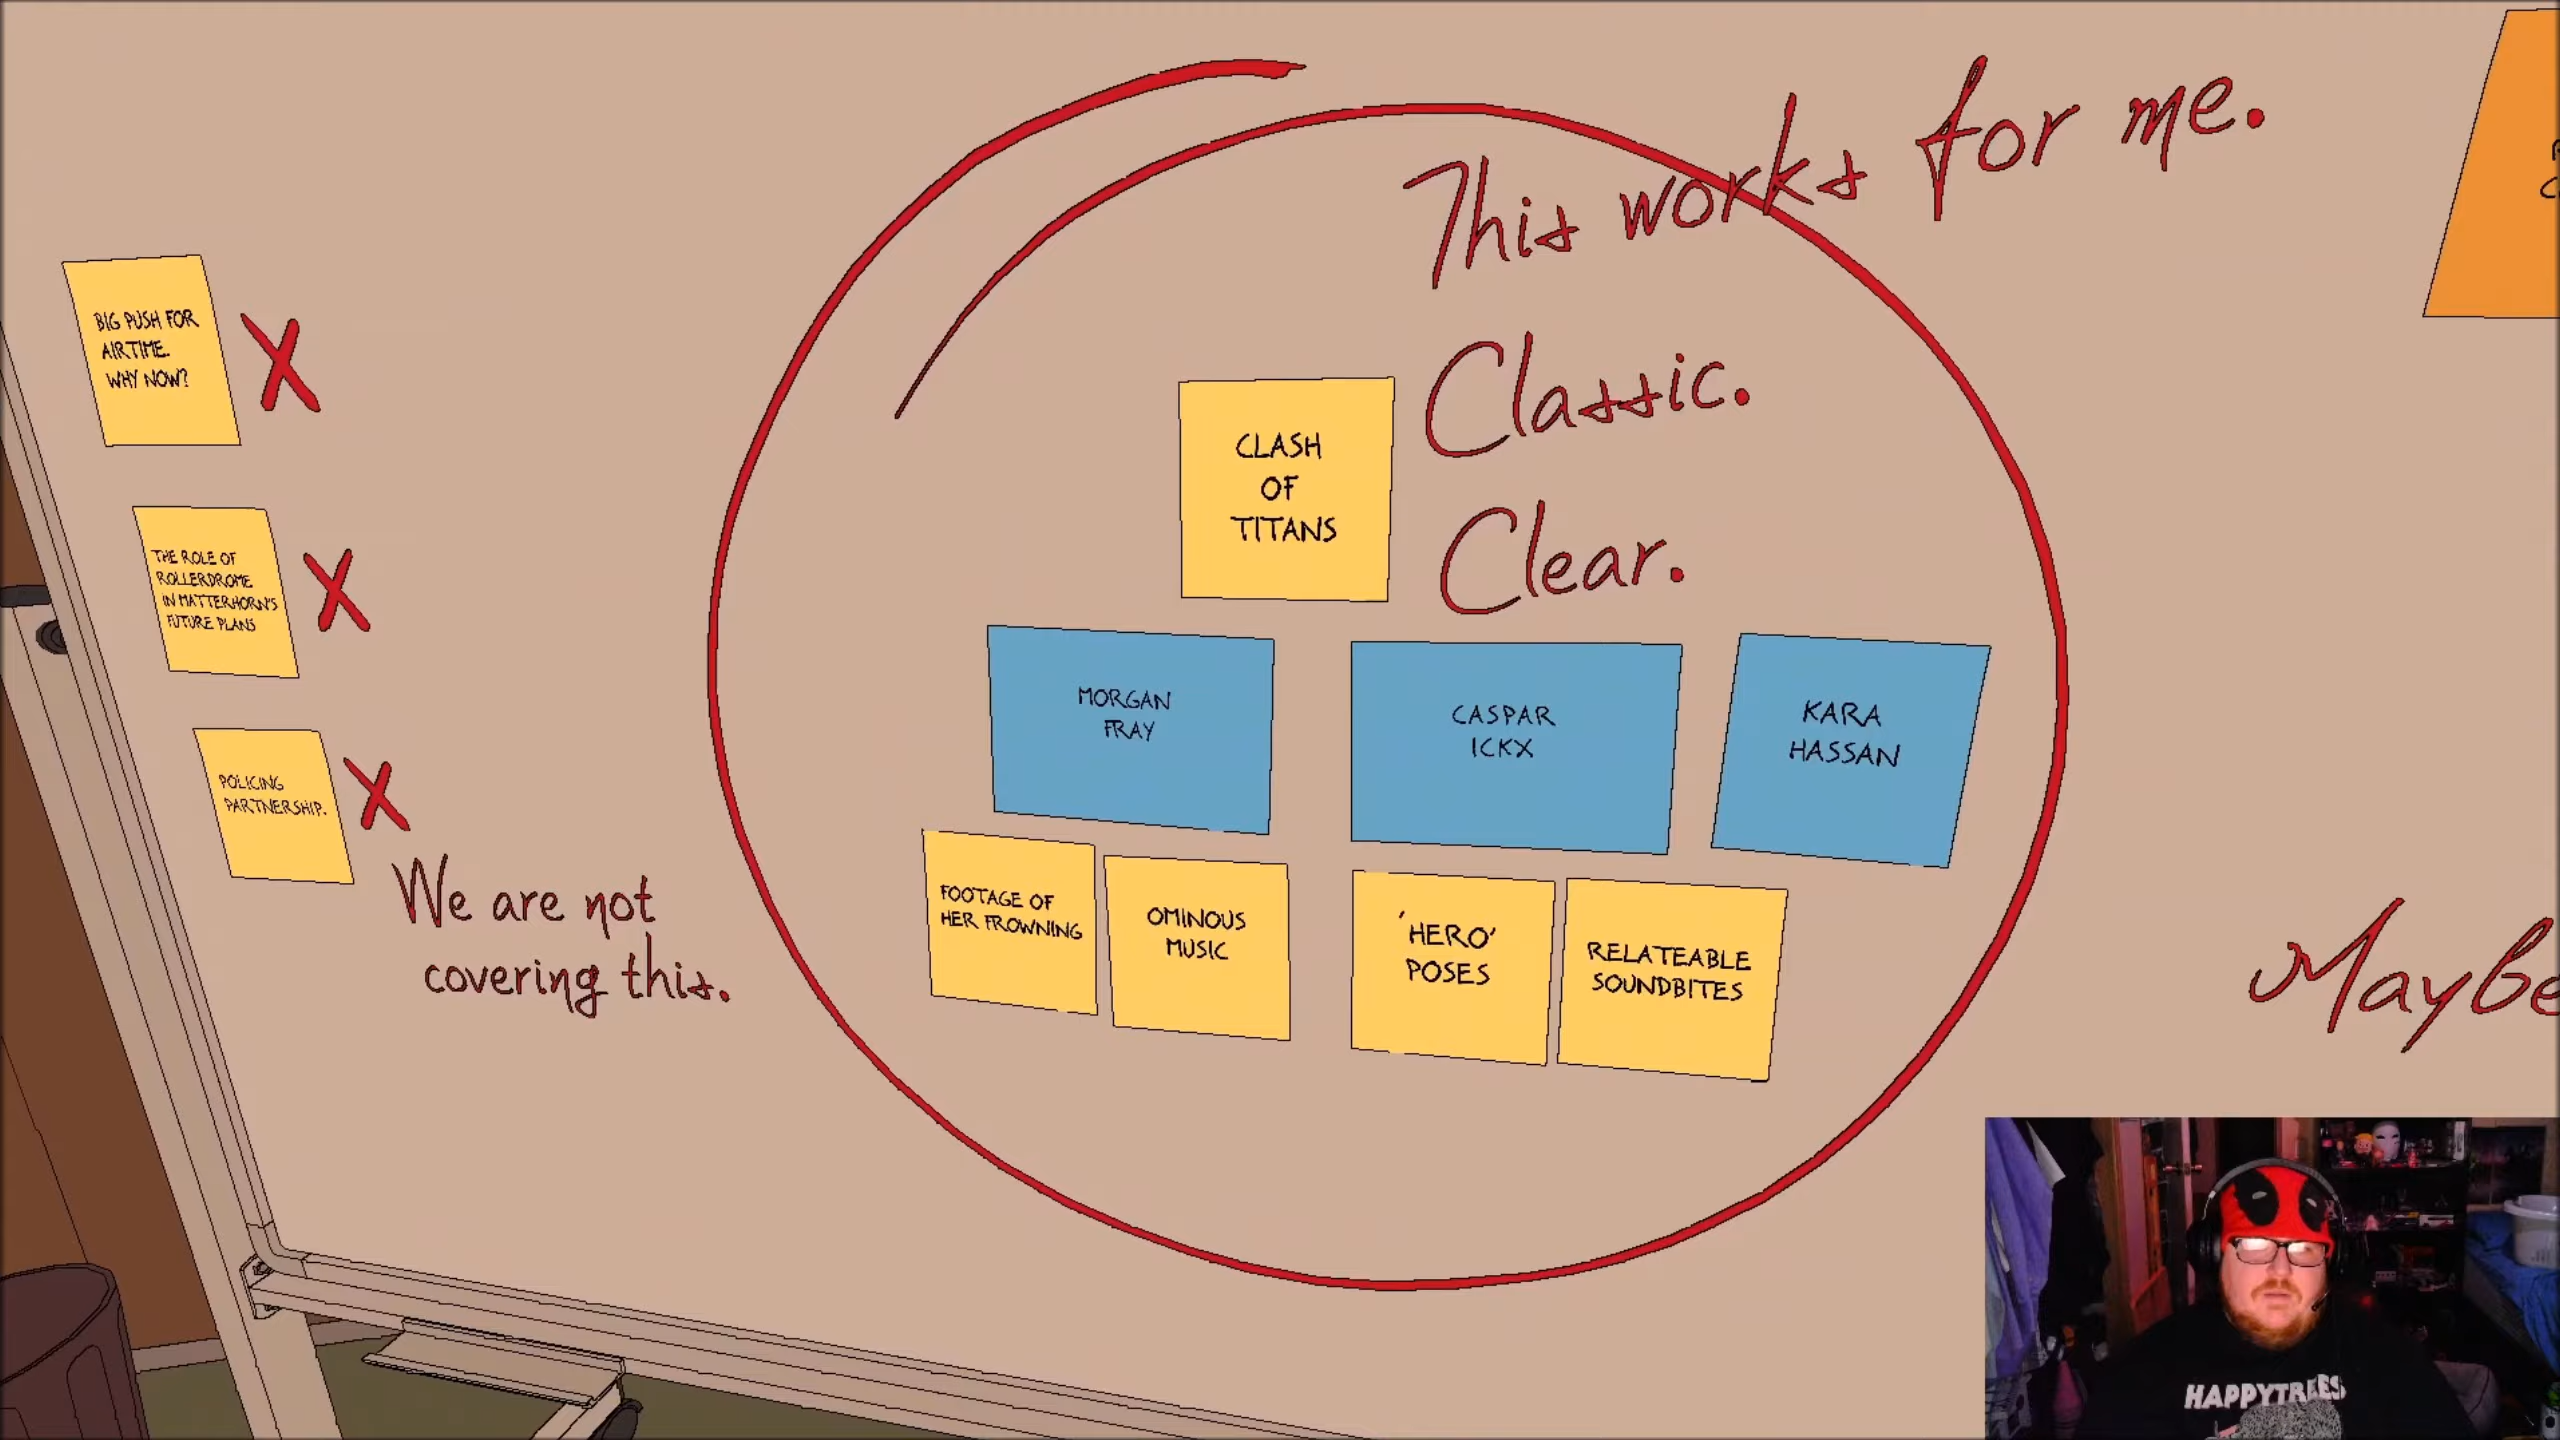 BIG PUSH FOR
AIRTIME.
WHY NOW?
X
THE ROLE OF
ROLLERDROME
IN MATTERHORN'S
FUTURE PLANS
X
POLICING
PARTNERSHIP.
X
We are not
covering this.
This works for me.
Classic.
Clear.
CLASH
OF
TITANS
MORGAN
FRAY
CASPAR
ICKX
KARA
HASSAN
FOOTAGE OF
HER FROWNING
OMINOUS
MUSIC
'HERO'
POSES
RELATEABLE
SOUNDBITES
Maybe
HAPPYTREES